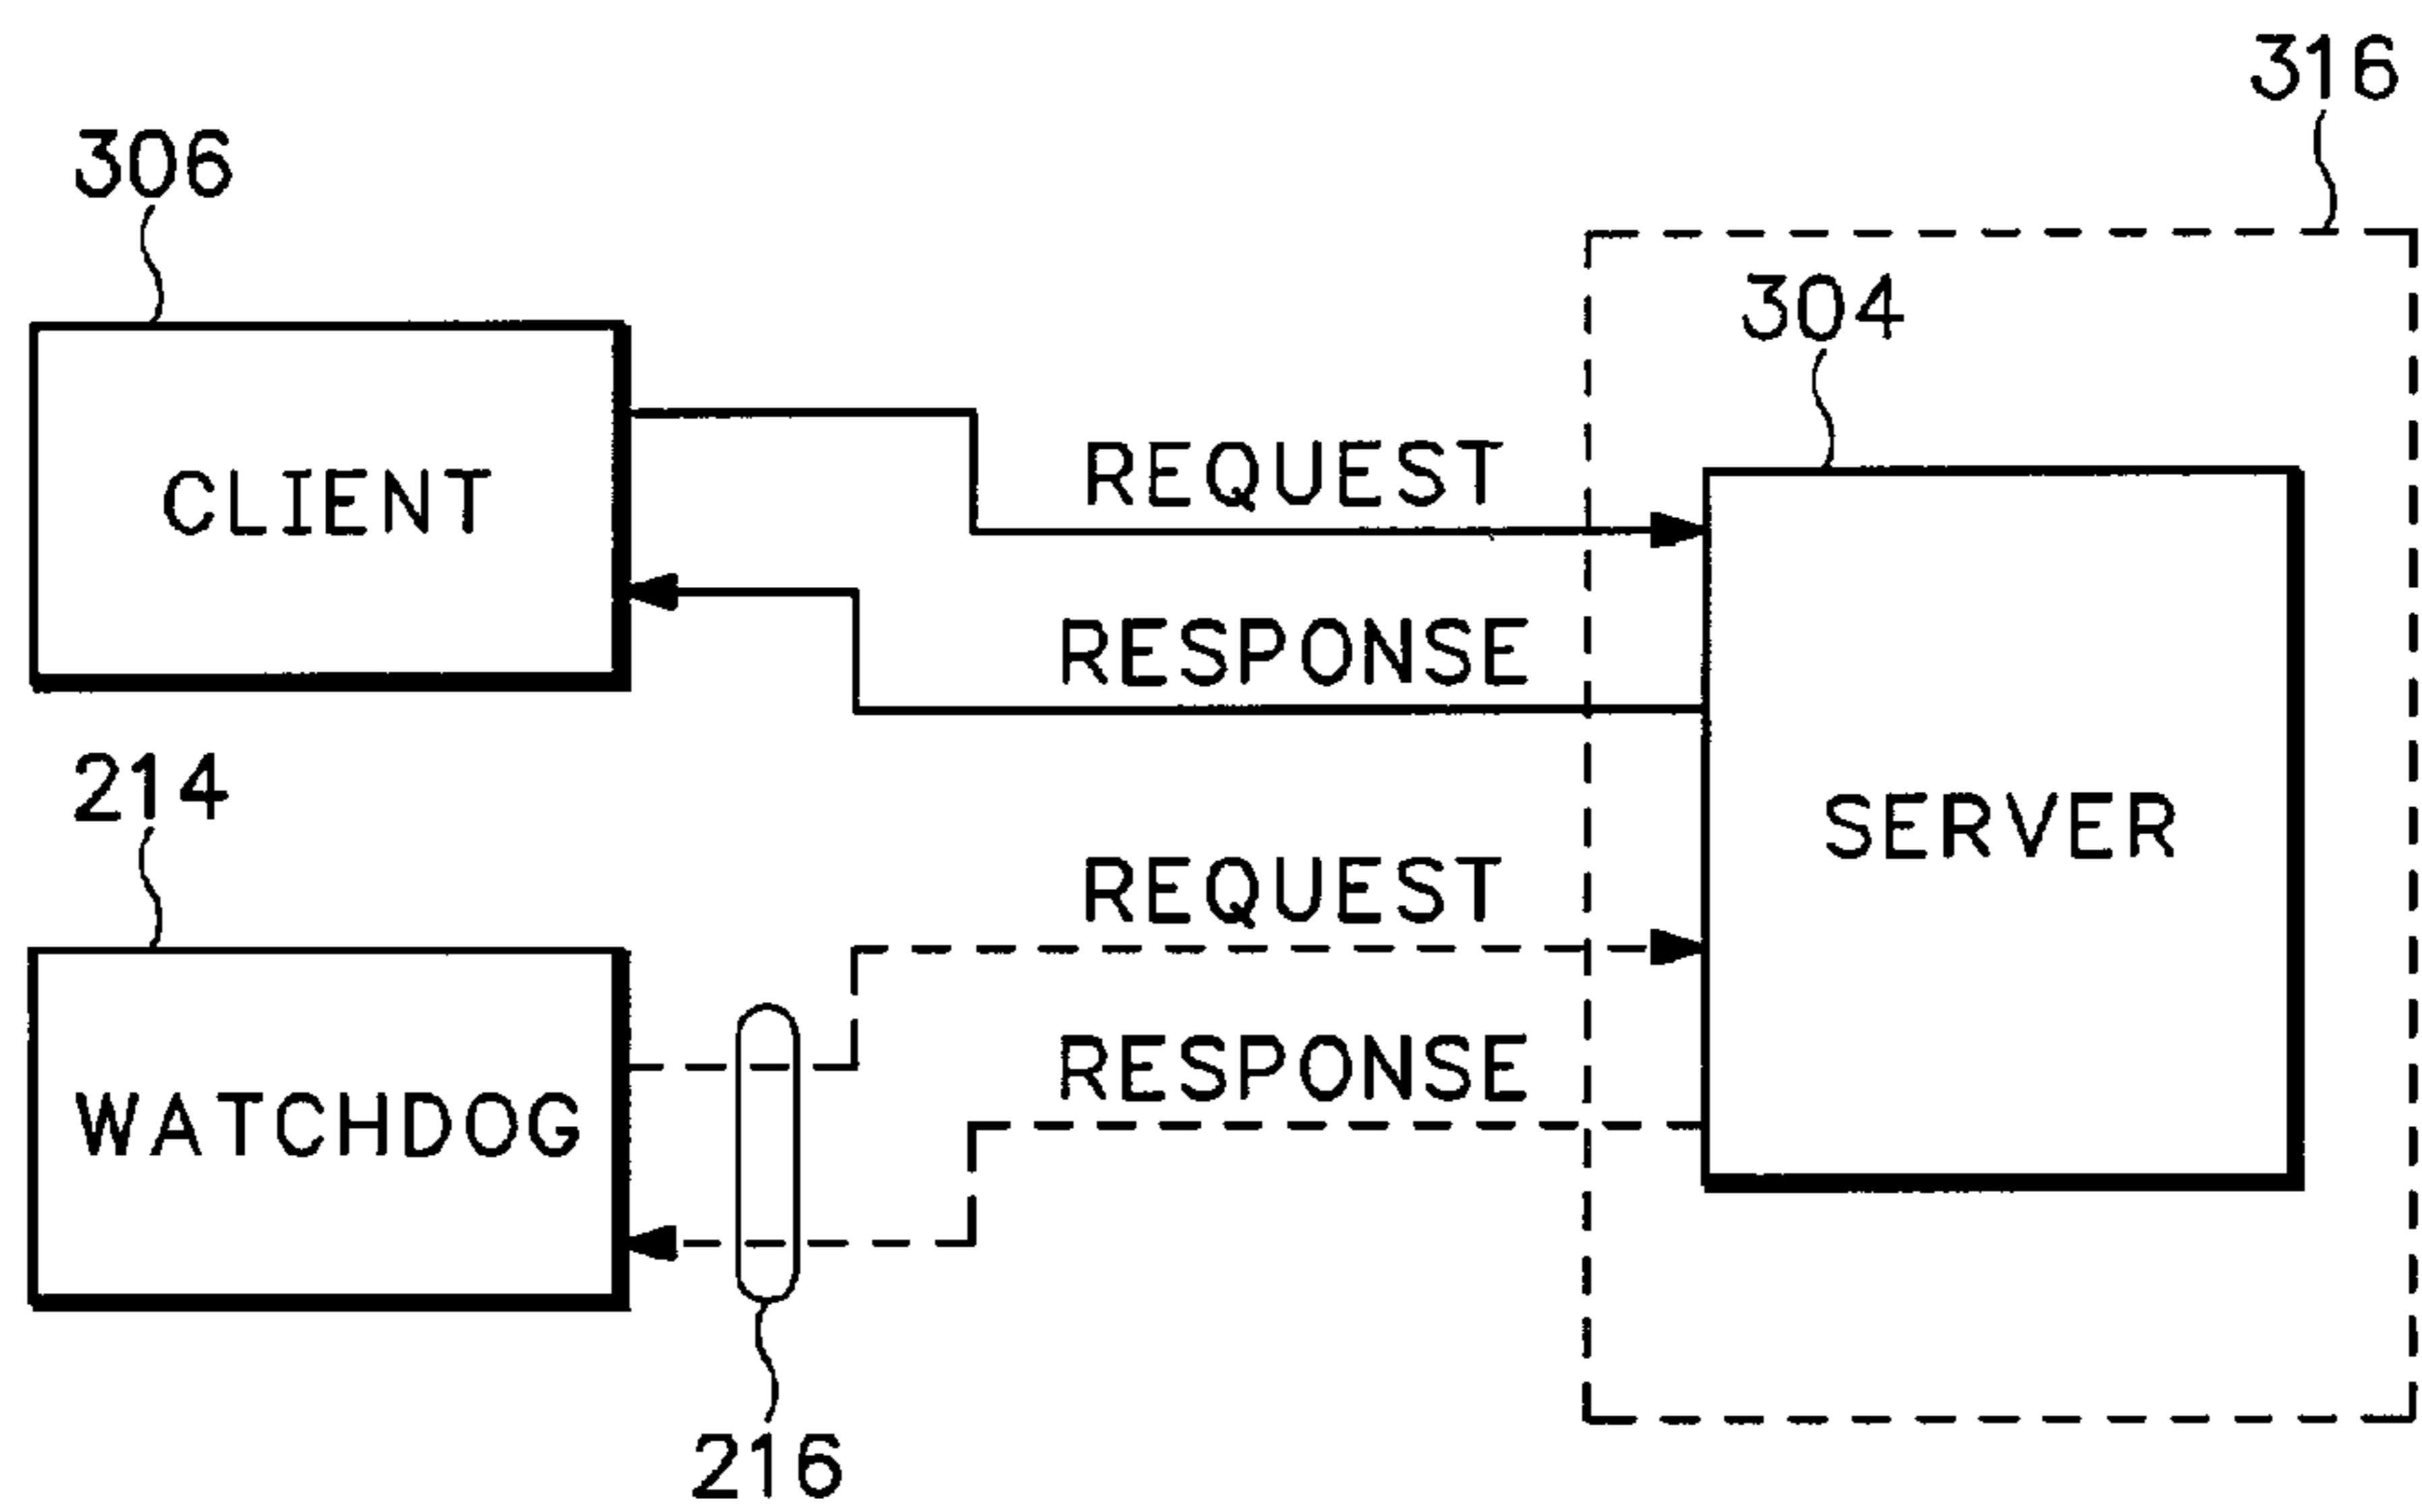 316
306
304
CLIENT
REQUEST
RESPONSE
214
SERVER
REQUEST
WATCHDOG
RESPONSE
216